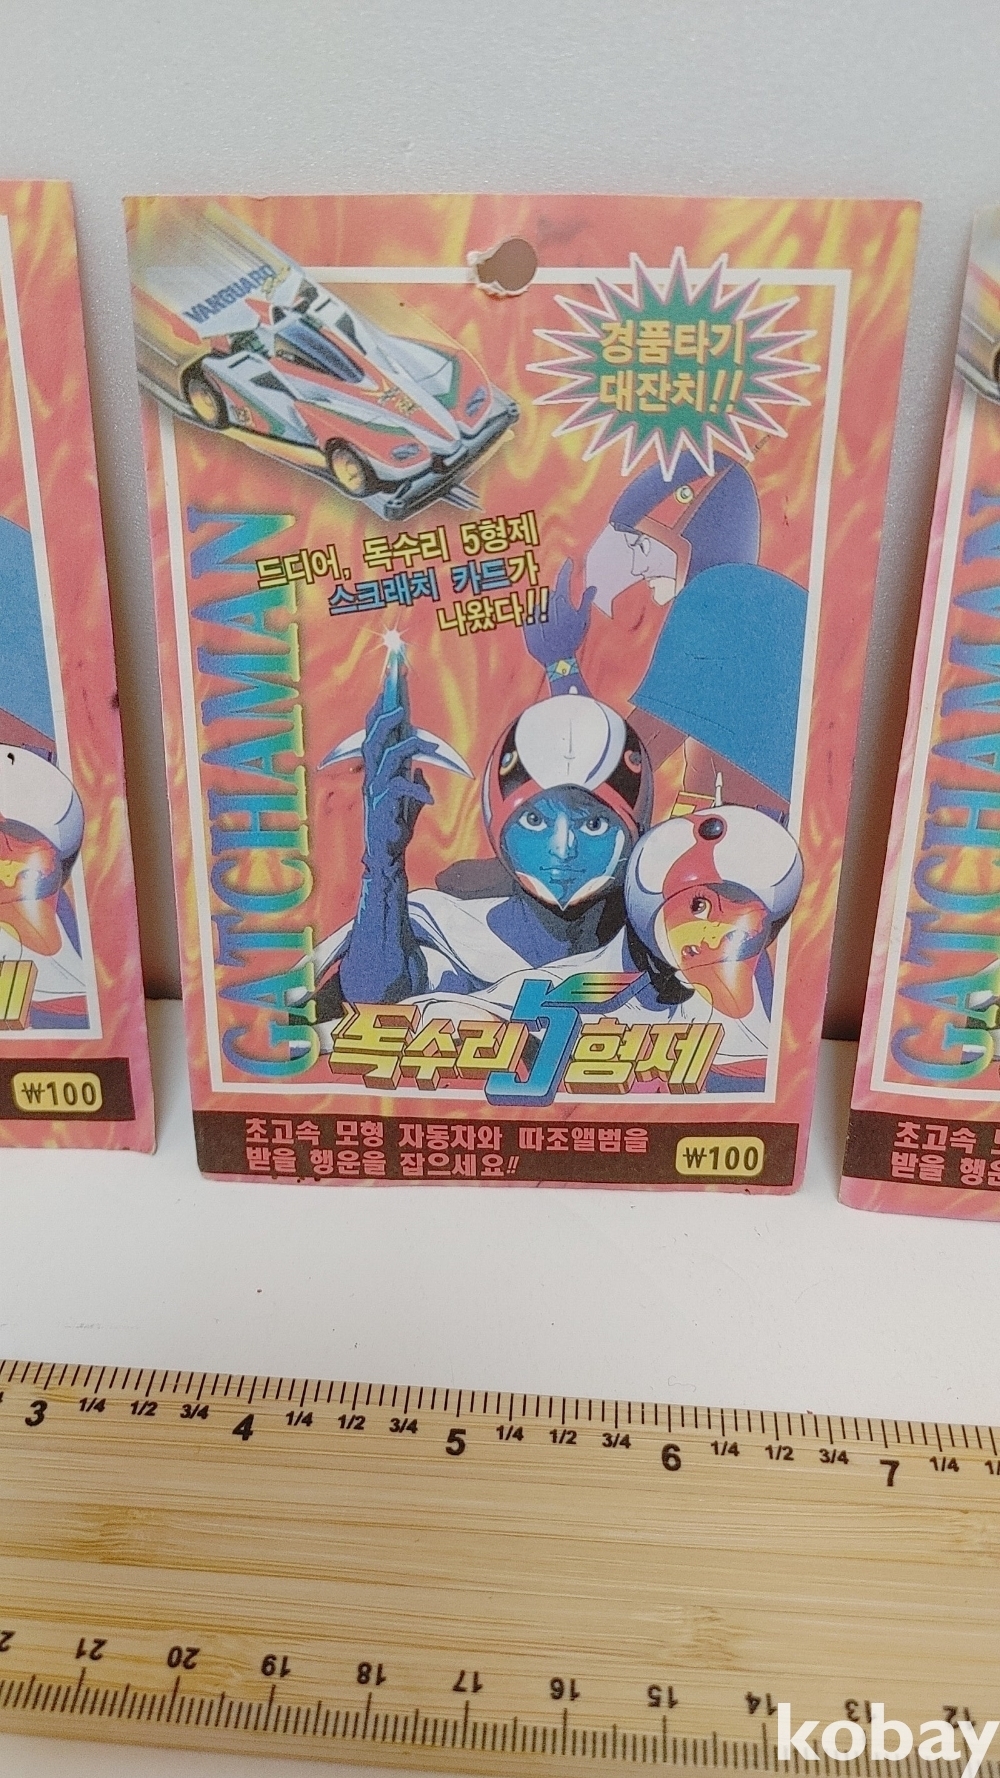 VANGUARD
경품타기
대잔치!!
드디어, 독수리 5형제
스크래치 카드가
나왔다!!
GATCHAMAN
독수리5형제
초고속 모형 자동차와 따조앨범을
받을 행운을 잡으세요!!
₩100
제
₩100
GATCHAMAN
초고속
받을 행운
3 1/4 1/2 3/4 4 1/4 1/2 3/4 5 1/4 1/2 3/4 6 1/4 1/2 3/4 7 1/4
21 20 19 18 17 16 15 14 13 12
kobay